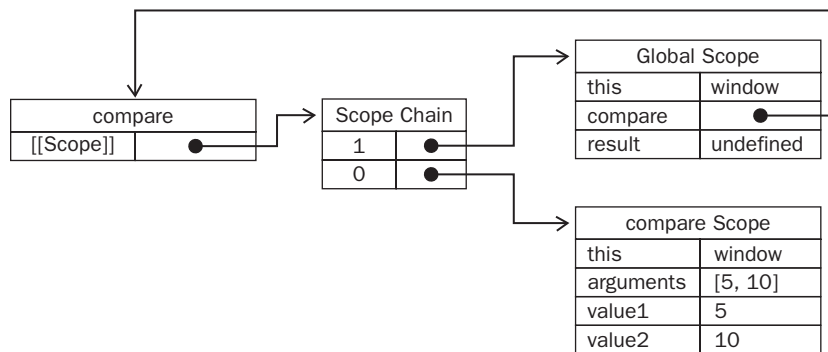 Global Scope
this window
compare
result undefined
compare
[[Scope]]
Scope Chain
1
0
compare Scope
this window
arguments [5, 10]
value1 5
value2 10